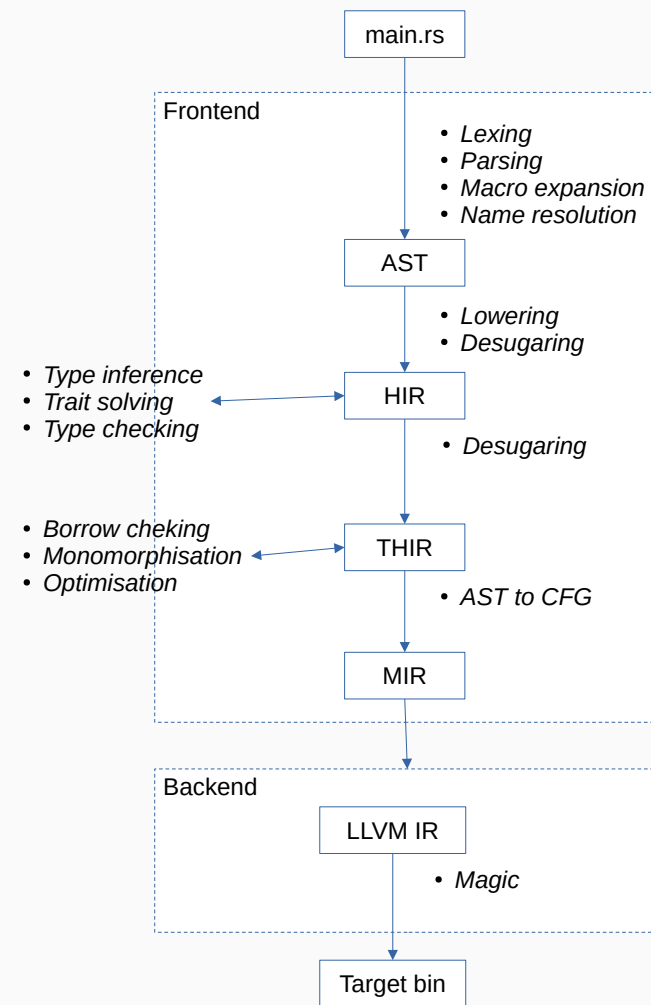 main.rs
Frontend
• Lexing
• Parsing
• Macro expansion
• Name resolution
AST
• Lowering
• Desugaring
• Type inference
• Trait solving
• Type checking
HIR
• Desugaring
• Borrow cheking
• Monomorphisation
• Optimisation
THIR
• AST to CFG
MIR
Backend
LLVM IR
• Magic
Target bin